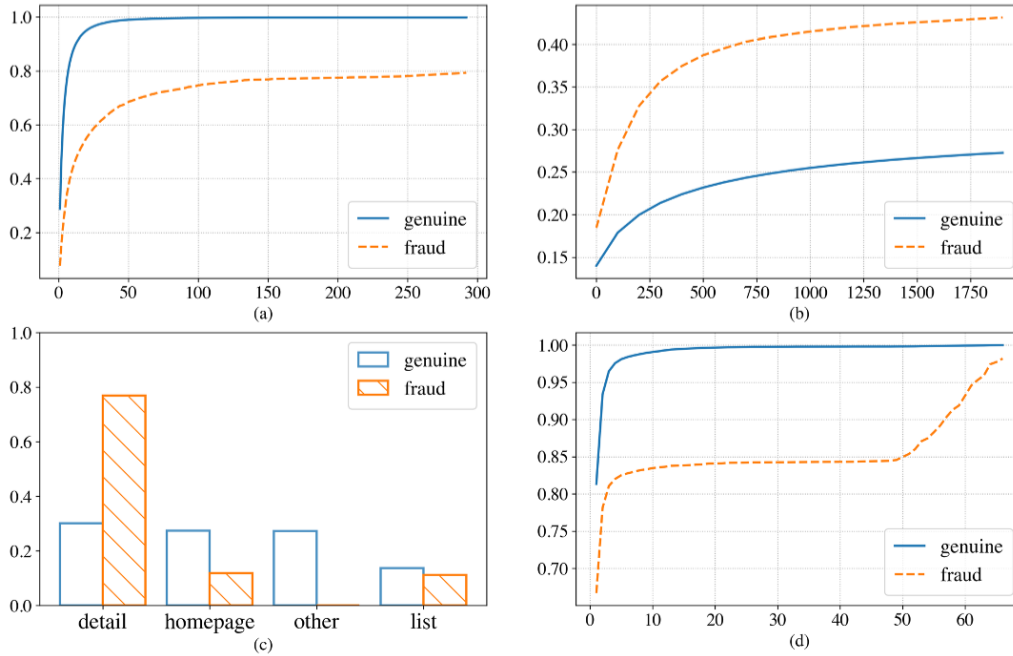 1.0
0.8
0.6
0.4
0.2
genuine
fraud
0 50 100 150 200 250 300
(a)
0.40
0.35
0.30
0.25
0.20
0.15
genuine
fraud
0 250 500 750 1000 1250 1500 1750
(b)
1.0
0.8
0.6
0.4
0.2
0.0
genuine
fraud
detail homepage other list
(c)
1.00
0.95
0.90
0.85
0.80
0.75
0.70
genuine
fraud
0 10 20 30 40 50 60
(d)